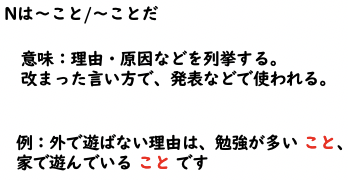 Nは〜こと/〜ことだ
意味：理由・原因などを列挙する。
改まった言い方で、発表などで使われる。
例：外で遊ばない理由は、勉強が多い こと、
家で遊んでいる こと です